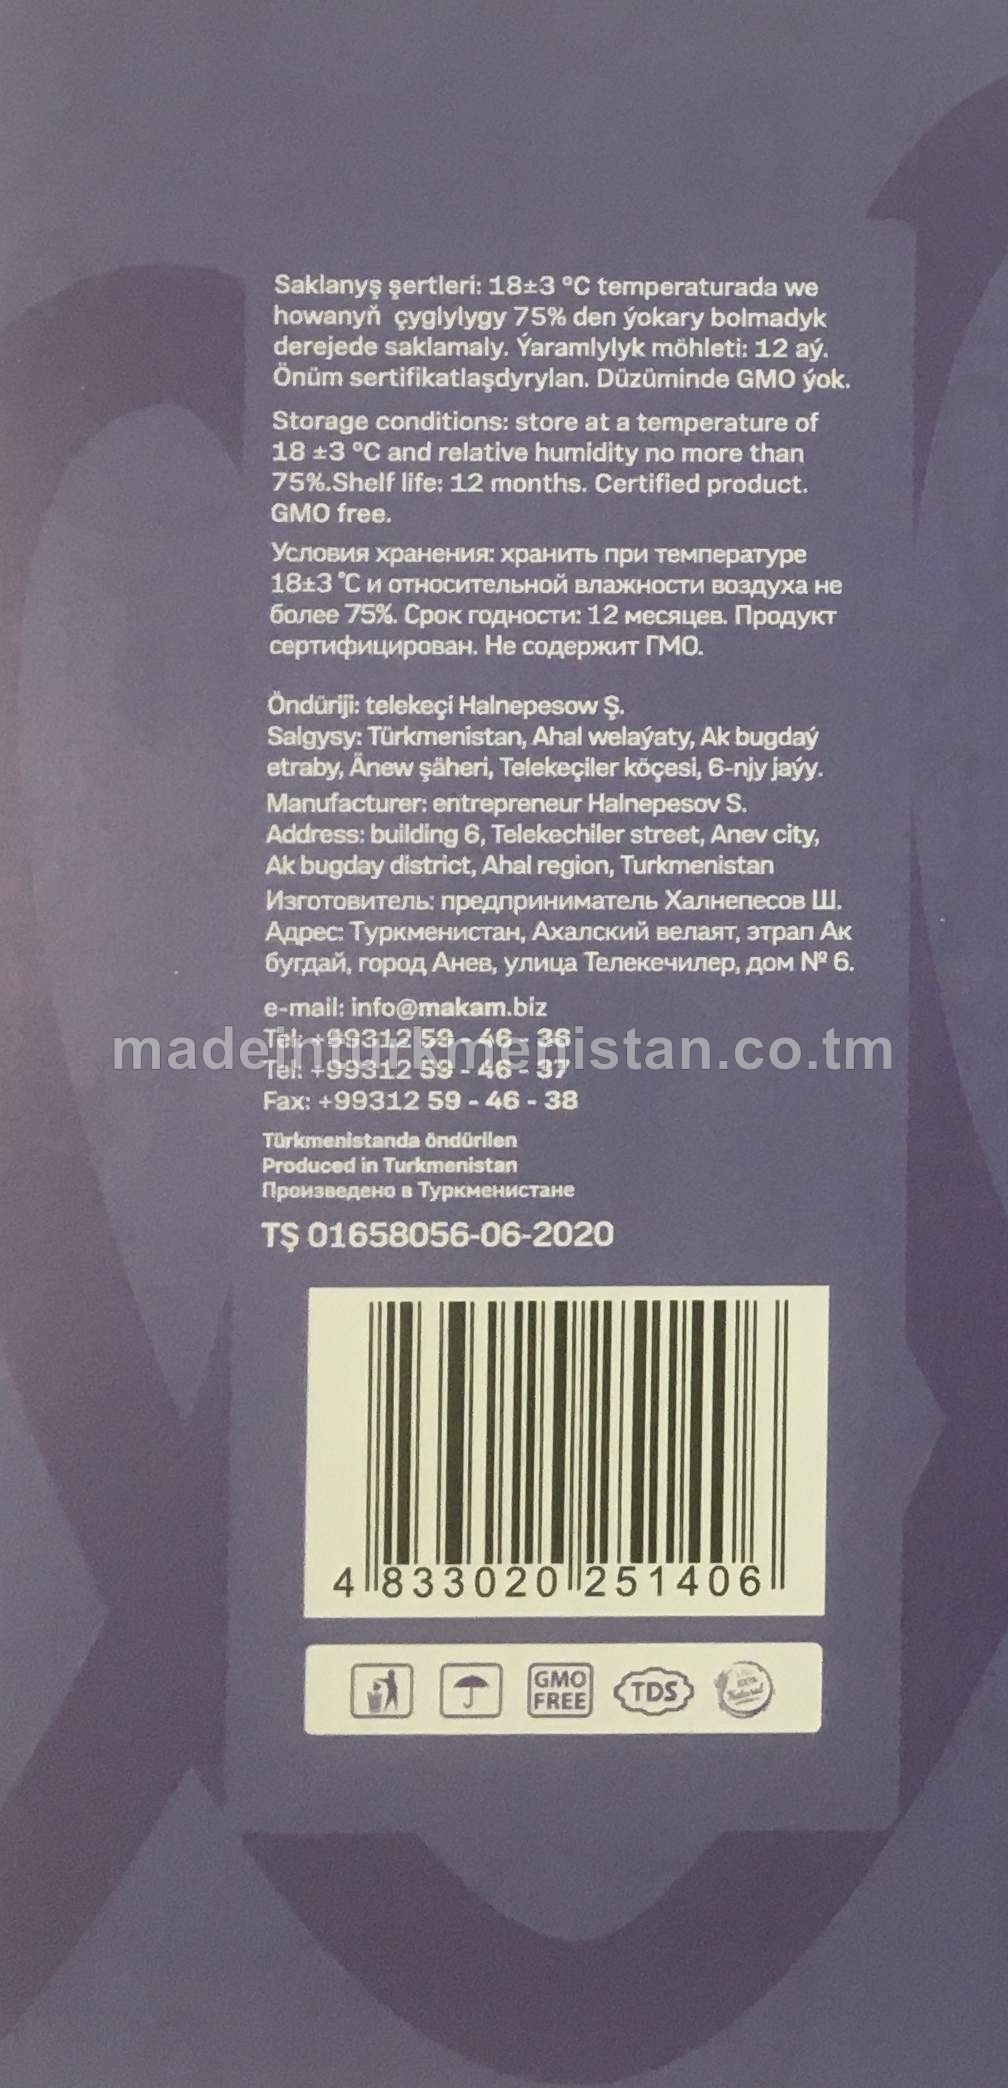 Saklanyş şertleri: 18±3 °C temperaturada we
howanyň çyglylygy 75% den ýokary bolmadyk
derejede saklamaly. Ýaramlylyk möhleti: 12 aý.
Önüm sertifikatlaşdyrylan. Düzüminde GMO ýok.
Storage conditions: store at a temperature of
18 ±3 °C and relative humidity no more than
75%.Shelf life: 12 months. Certified product.
GMO free.
Условия хранения: хранить при температуре
18±3 °C и относительной влажности воздуха не
более 75%. Срок годности: 12 месяцев. Продукт
сертифицирован. Не содержит ГМО.
Öndüriji: telekeçi Halnepesow Ş.
Salgysy: Türkmenistan, Ahal welaýaty, Ak bugdaý
etraby, Änew şäheri, Telekeçiler köçesi, 6-njy jaýy.
Manufacturer: entrepreneur Halnepesov S.
Address: building 6, Telekechiler street, Anev city,
Ak bugday district, Ahal region, Turkmenistan
Изготовитель: предприниматель Халнепесов Ш.
Адрес: Туркменистан, Ахалский велаят, этрап Ак
бугдай, город Анев, улица Телекечилер, дом № 6.
e-mail: info@makam.biz
Tel: +99312 59 - 46 - 36
madeinturkmenistan.co.tm
Tel: +99312 59 - 46 - 37
Fax: +99312 59 - 46 - 38
Türkmenistanda öndürilen
Produced in Turkmenistan
Произведено в Туркменистане
TŞ 01658056-06-2020
4 833020 251406
GMO
FREE
TDS
100%
Natural